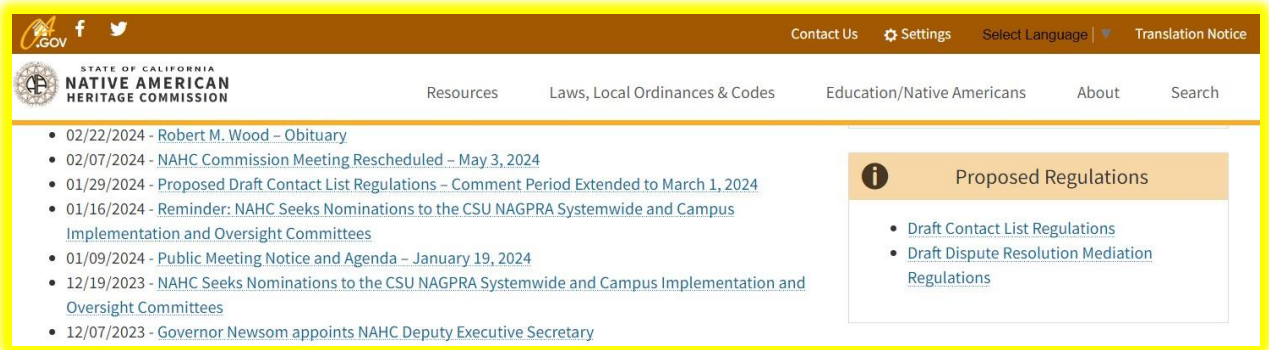 CA.GOV
Contact Us Settings Select Language | ▼ Translation Notice
STATE OF CALIFORNIA
NATIVE AMERICAN
HERITAGE COMMISSION
Resources Laws, Local Ordinances & Codes Education/Native Americans About Search
• 02/22/2024 - Robert M. Wood – Obituary
• 02/07/2024 - NAHC Commission Meeting Rescheduled – May 3, 2024
• 01/29/2024 - Proposed Draft Contact List Regulations – Comment Period Extended to March 1, 2024
• 01/16/2024 - Reminder: NAHC Seeks Nominations to the CSU NAGPRA Systemwide and Campus
Implementation and Oversight Committees
• 01/09/2024 - Public Meeting Notice and Agenda – January 19, 2024
• 12/19/2023 - NAHC Seeks Nominations to the CSU NAGPRA Systemwide and Campus Implementation and
Oversight Committees
• 12/07/2023 - Governor Newsom appoints NAHC Deputy Executive Secretary
Proposed Regulations
• Draft Contact List Regulations
• Draft Dispute Resolution Mediation
Regulations